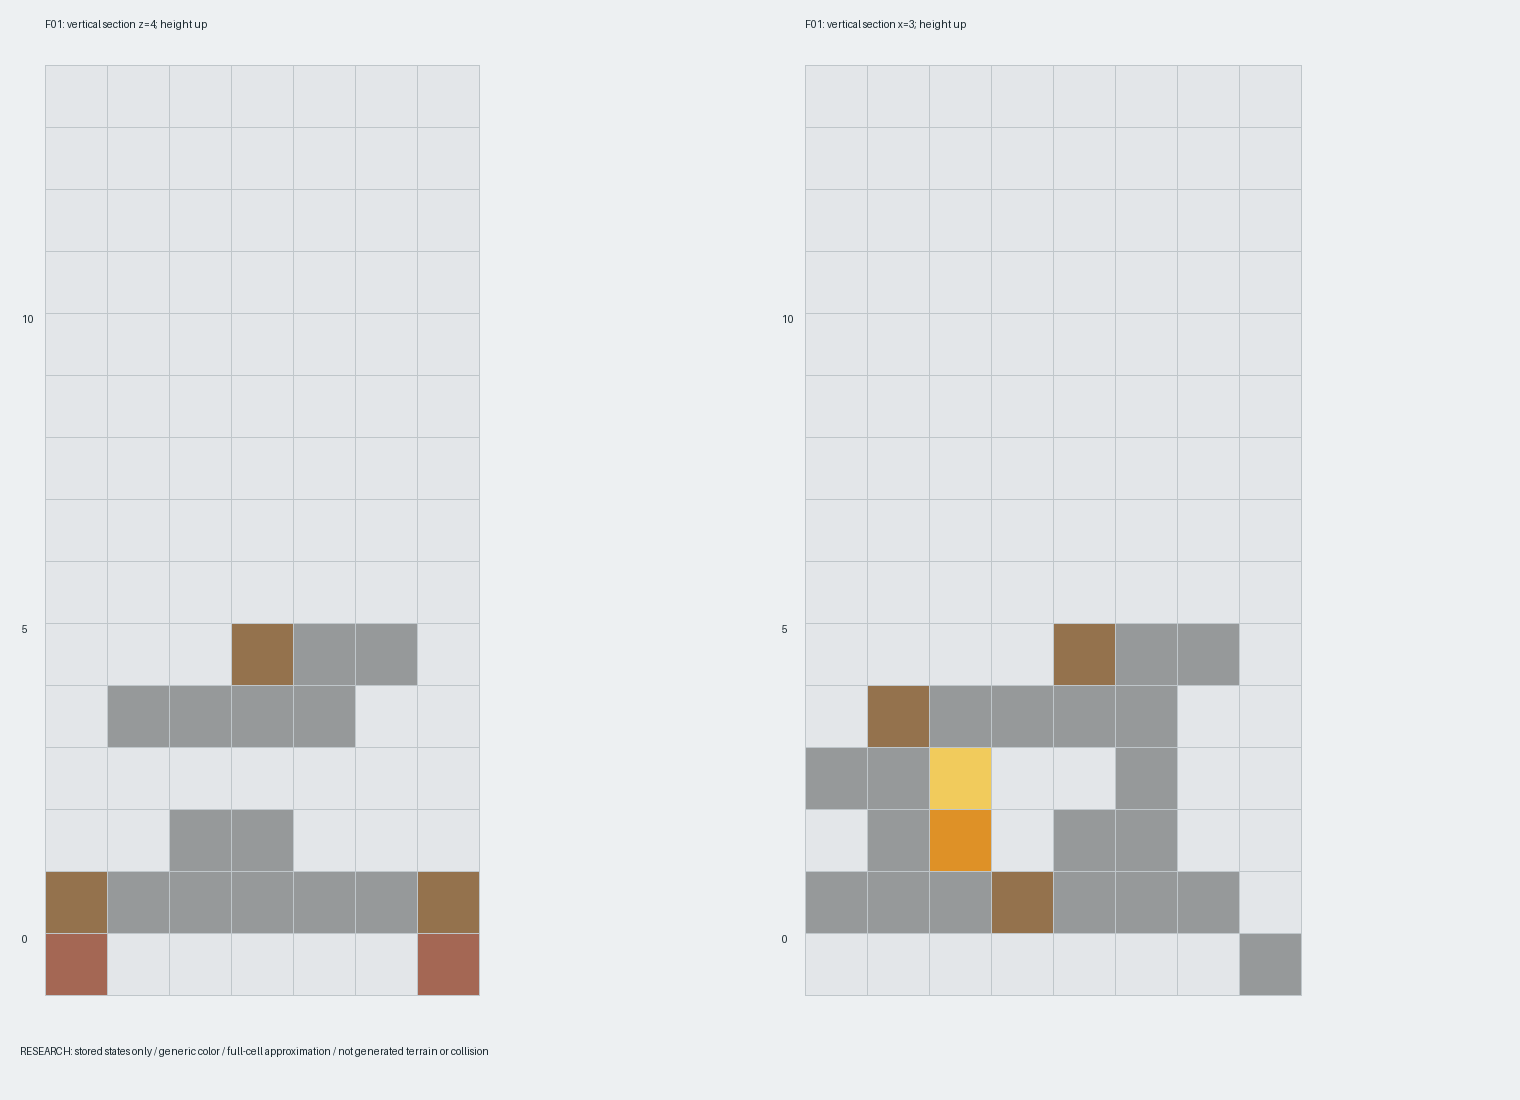 F01: vertical section z=4; height up
F01: vertical section x=3; height up
10
10
5
5
0
0
RESEARCH: stored states only / generic color / full-cell approximation / not generated terrain or collision